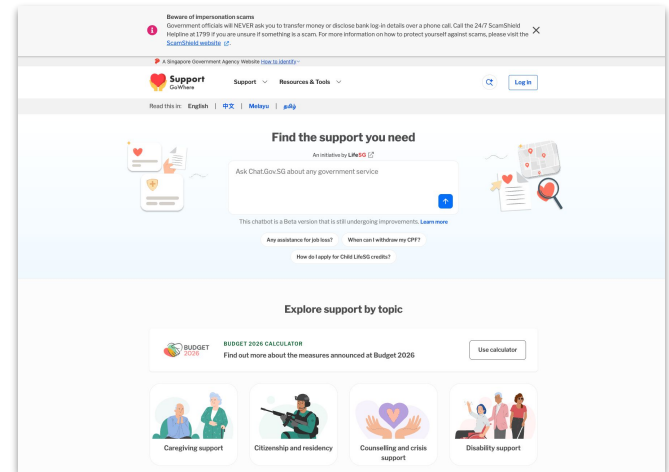 Beware of impersonation scams
Government officials will NEVER ask you to transfer money or disclose bank log-in details over a phone call. Call the 24/7 ScamShield
Helpline at 1799 if you are unsure if something is a scam. For more information on how to protect yourself against scams, please visit the
ScamShield website.
A Singapore Government Agency Website How to identify
Support
GoWhere
Support
Resources & Tools
Log in
Read this in: English | 中文 | Melayu | தமிழ்
Find the support you need
An initiative by LifeSG
Ask Chat.Gov.SG about any government service
This chatbot is a Beta version that is still undergoing improvements. Learn more
Any assistance for job loss?
When can I withdraw my CPF?
How do I apply for Child LifeSG credits?
Explore support by topic
BUDGET
2026
BUDGET 2026 CALCULATOR
Find out more about the measures announced at Budget 2026
Use calculator
Caregiving support
Citizenship and residency
Counselling and crisis
support
Disability support